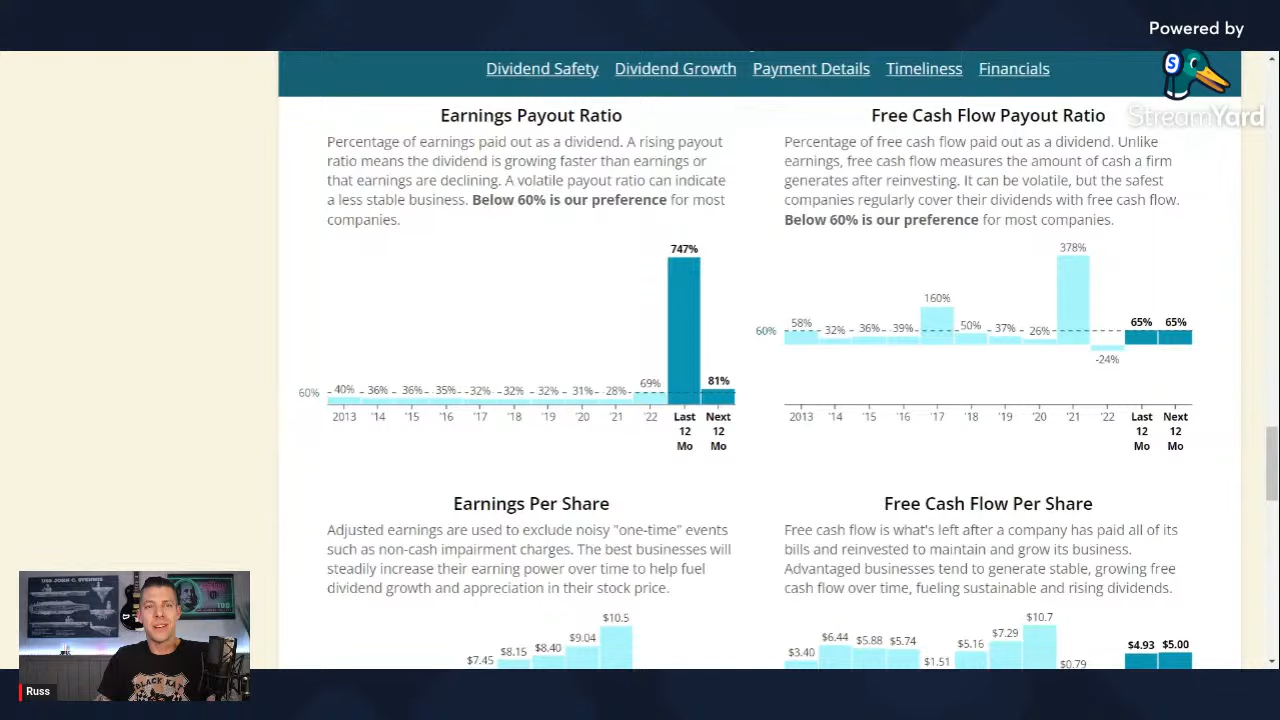 Powered by
StreamYard
Dividend Safety Dividend Growth Payment Details Timeliness Financials
Earnings Payout Ratio
Percentage of earnings paid out as a dividend. A rising payout
ratio means the dividend is growing faster than earnings or
that earnings are declining. A volatile payout ratio can indicate
a less stable business. Below 60% is our preference for most
companies.
747%
60% 40% 36% 36% 35% 32% 32% 32% 31% 28% 69% 81%
2013 '14 '15 '16 '17 '18 '19 '20 '21 '22 Last 12 Mo Next 12 Mo
Free Cash Flow Payout Ratio
Percentage of free cash flow paid out as a dividend. Unlike
earnings, free cash flow measures the amount of cash a firm
generates after reinvesting. It can be volatile, but the safest
companies regularly cover their dividends with free cash flow.
Below 60% is our preference for most companies.
378%
160%
60% 58% 32% 36% 39% 50% 37% 26% 65% 65%
-24%
2013 '14 '15 '16 '17 '18 '19 '20 '21 '22 Last 12 Mo Next 12 Mo
Earnings Per Share
Adjusted earnings are used to exclude noisy "one-time" events
such as non-cash impairment charges. The best businesses will
steadily increase their earning power over time to help fuel
dividend growth and appreciation in their stock price.
$7.45 $8.15 $8.40 $9.04 $10.5
Free Cash Flow Per Share
Free cash flow is what's left after a company has paid all of its
bills and reinvested to maintain and grow its business.
Advantaged businesses tend to generate stable, growing free
cash flow over time, fueling sustainable and rising dividends.
$3.40 $6.44 $5.88 $5.74 $1.51 $5.16 $7.29 $10.7 $0.79 $4.93 $5.00
USS JOHN C. STENNIS
100
BLACK KAT
Russ